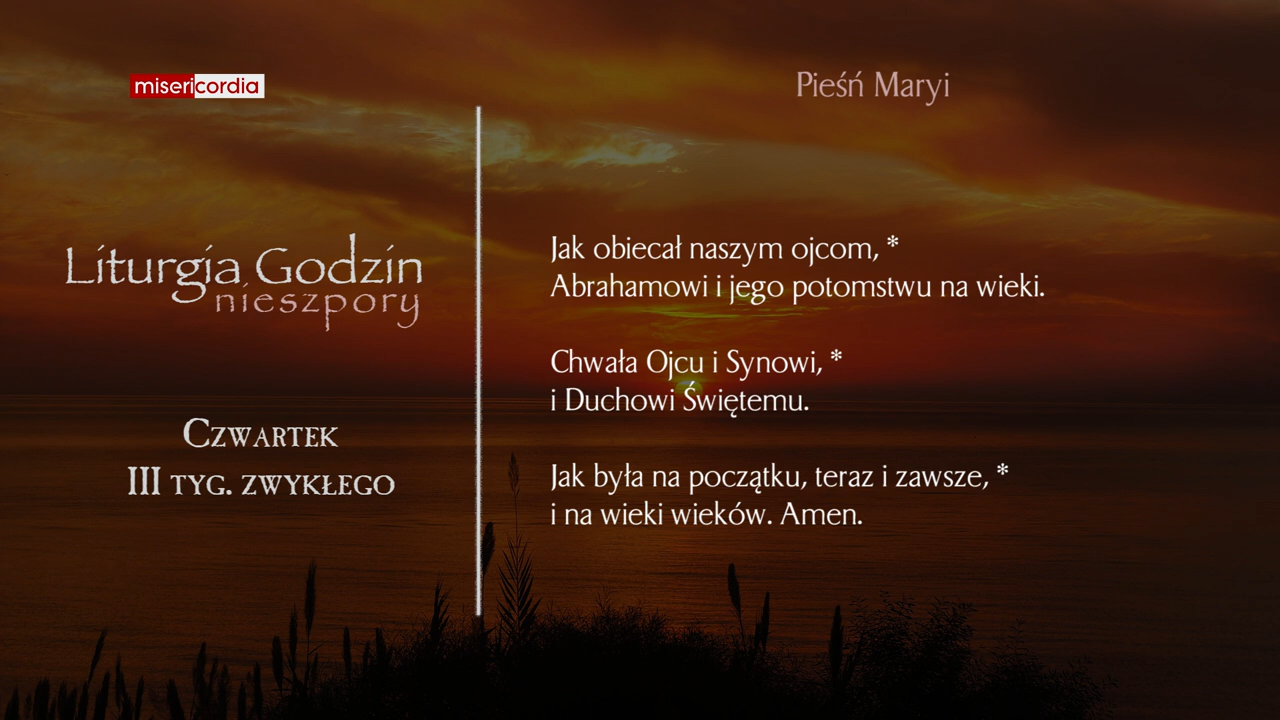 misericordia
Pieśń Maryi
Liturgia Godzin
nieszpory
Czwartek
III tyg. zwykłego
Jak obiecał naszym ojcom, *
Abrahamowi i jego potomstwu na wieki.
Chwała Ojcu i Synowi, *
i Duchowi Świętemu.
Jak była na początku, teraz i zawsze, *
i na wieki wieków. Amen.